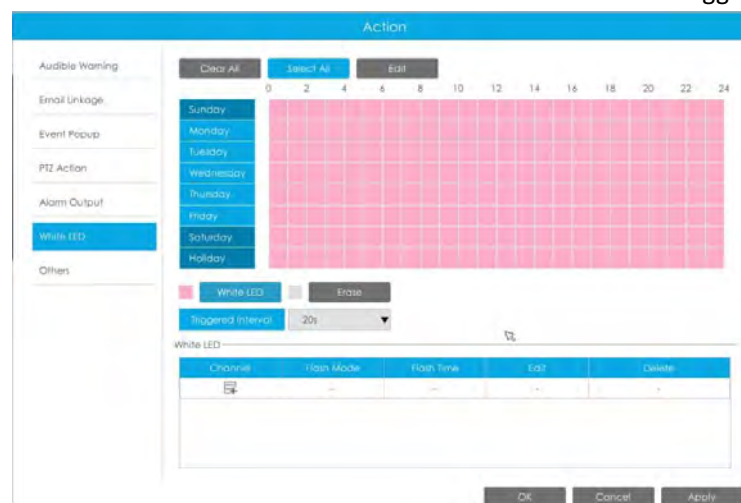 Action
Audible Warning
Email Linkage
Event Popup
PTZ Action
Alarm Output
White LED
Others
Clear All Select All Edit
0 2 4 6 8 10 12 14 16 18 20 22 24
Sunday
Monday
Tuesday
Wednesday
Thursday
Friday
Saturday
Holiday
White LED Erase
Triggered Interval 20s
White LED
Channel Flash Mode Flash Time Edit Delete
-- -- - -
OK Cancel Apply